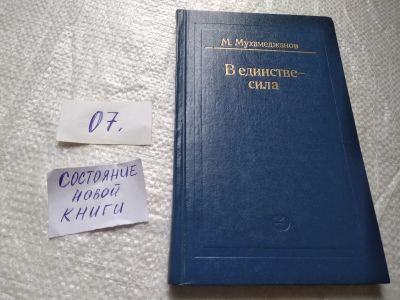 М. Мухамеджанов
В единстве—
сила
07.
СОСТОЯНИЕ
НОВОЙ
КНИГИ